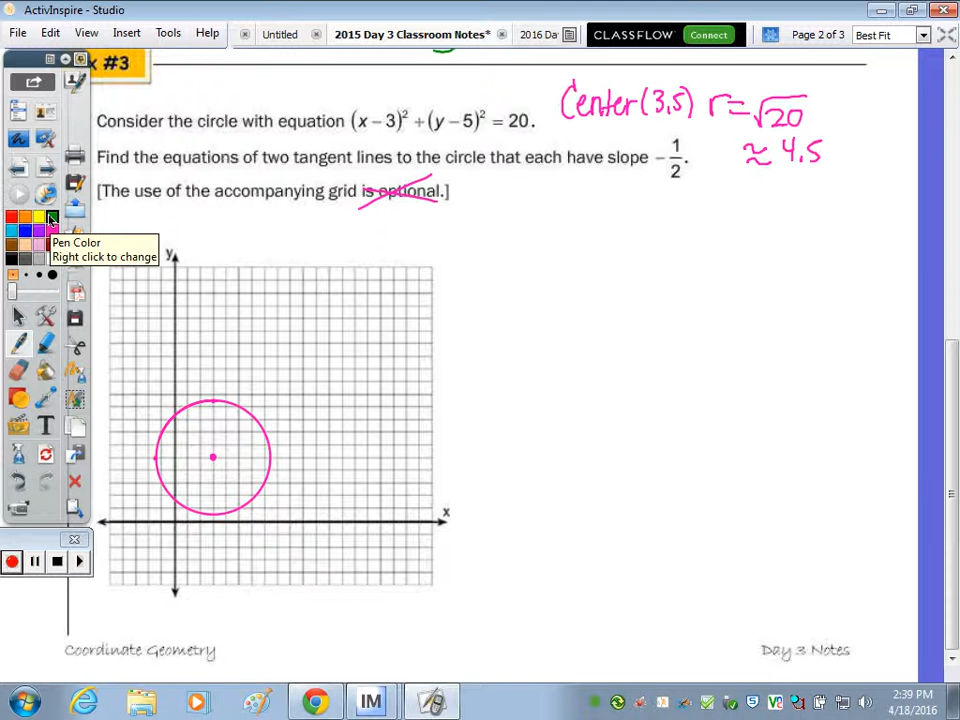 ActivInspire - Studio
File Edit View Insert Tools Help
Untitled
2015 Day 3 Classroom Notes*
2016 Da
CLASSFLOW Connect
Best Fit
Page 2 of 3
x #3
Center (3,5) r = √20
≈ 4.5
Consider the circle with equation (x – 3)² + (y – 5)² = 20.
Find the equations of two tangent lines to the circle that each have slope – 1/2.
[The use of the accompanying grid is optional.]
Pen Color
Right click to change
y
x
Coordinate Geometry
Day 3 Notes
IM
V2
2:39 PM
4/18/2016